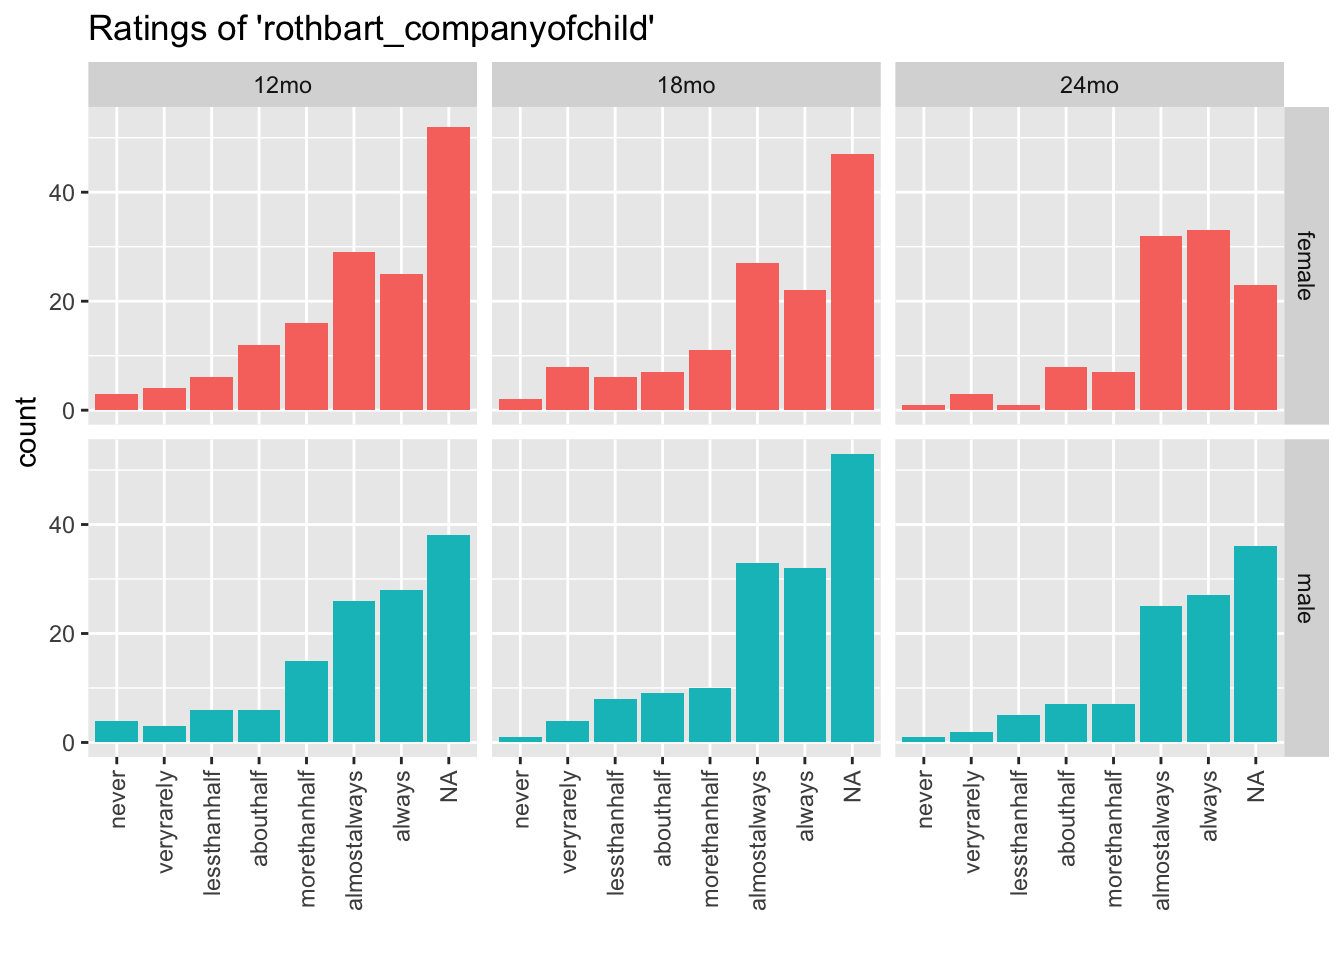 Ratings of 'rothbart_companyofchild'
12mo 18mo 24mo
40
20
0
female
count
40
20
0
male
never veryrarely lessthanhalf abouthalf morethanhalf almostalways always NA never veryrarely lessthanhalf abouthalf morethanhalf almostalways always NA never veryrarely lessthanhalf abouthalf morethanhalf almostalways always NA